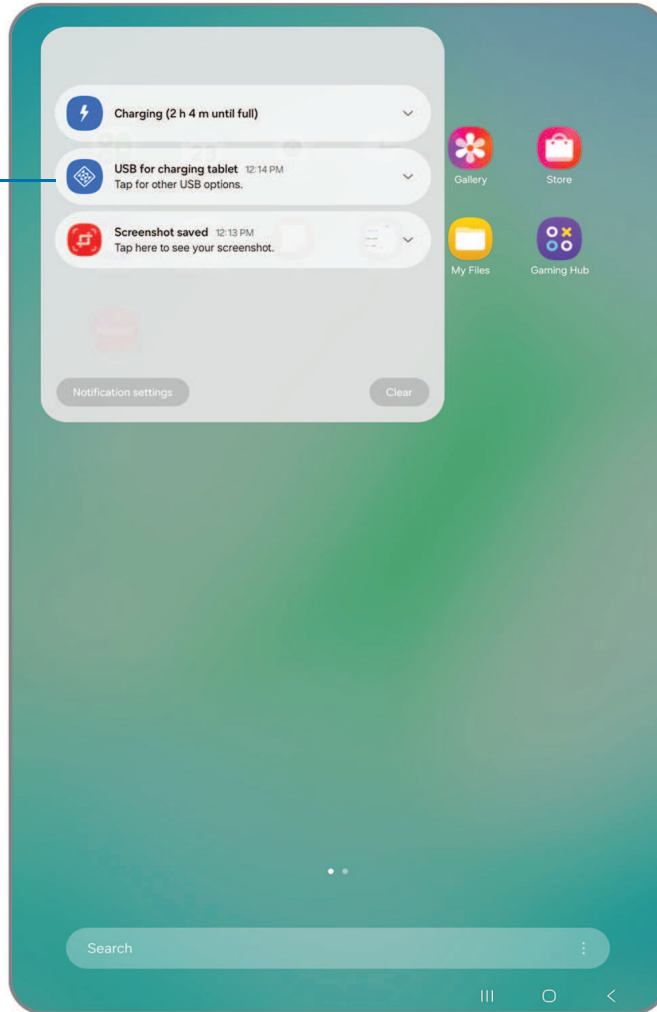 Charging (2 h 4 m until full)
USB for charging tablet 12:14 PM
Tap for other USB options.
Screenshot saved 12:13 PM
Tap here to see your screenshot.
Notification settings
Clear
Gallery
Store
My Files
Gaming Hub
Search